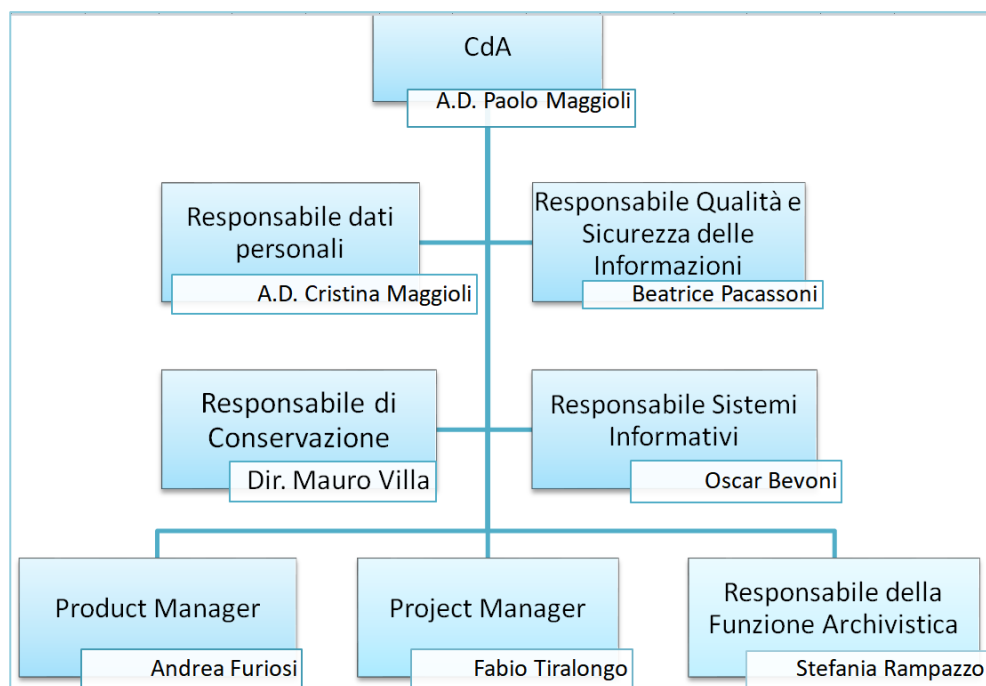 CdA
A.D. Paolo Maggioli
Responsabile dati
personali
A.D. Cristina Maggioli
Responsabile Qualità e
Sicurezza delle
Informazioni
Beatrice Pacassoni
Responsabile di
Conservazione
Dir. Mauro Villa
Responsabile Sistemi
Informativi
Oscar Bevoni
Product Manager
Andrea Furiosi
Project Manager
Fabio Tiralongo
Responsabile della
Funzione Archivistica
Stefania Rampazzo